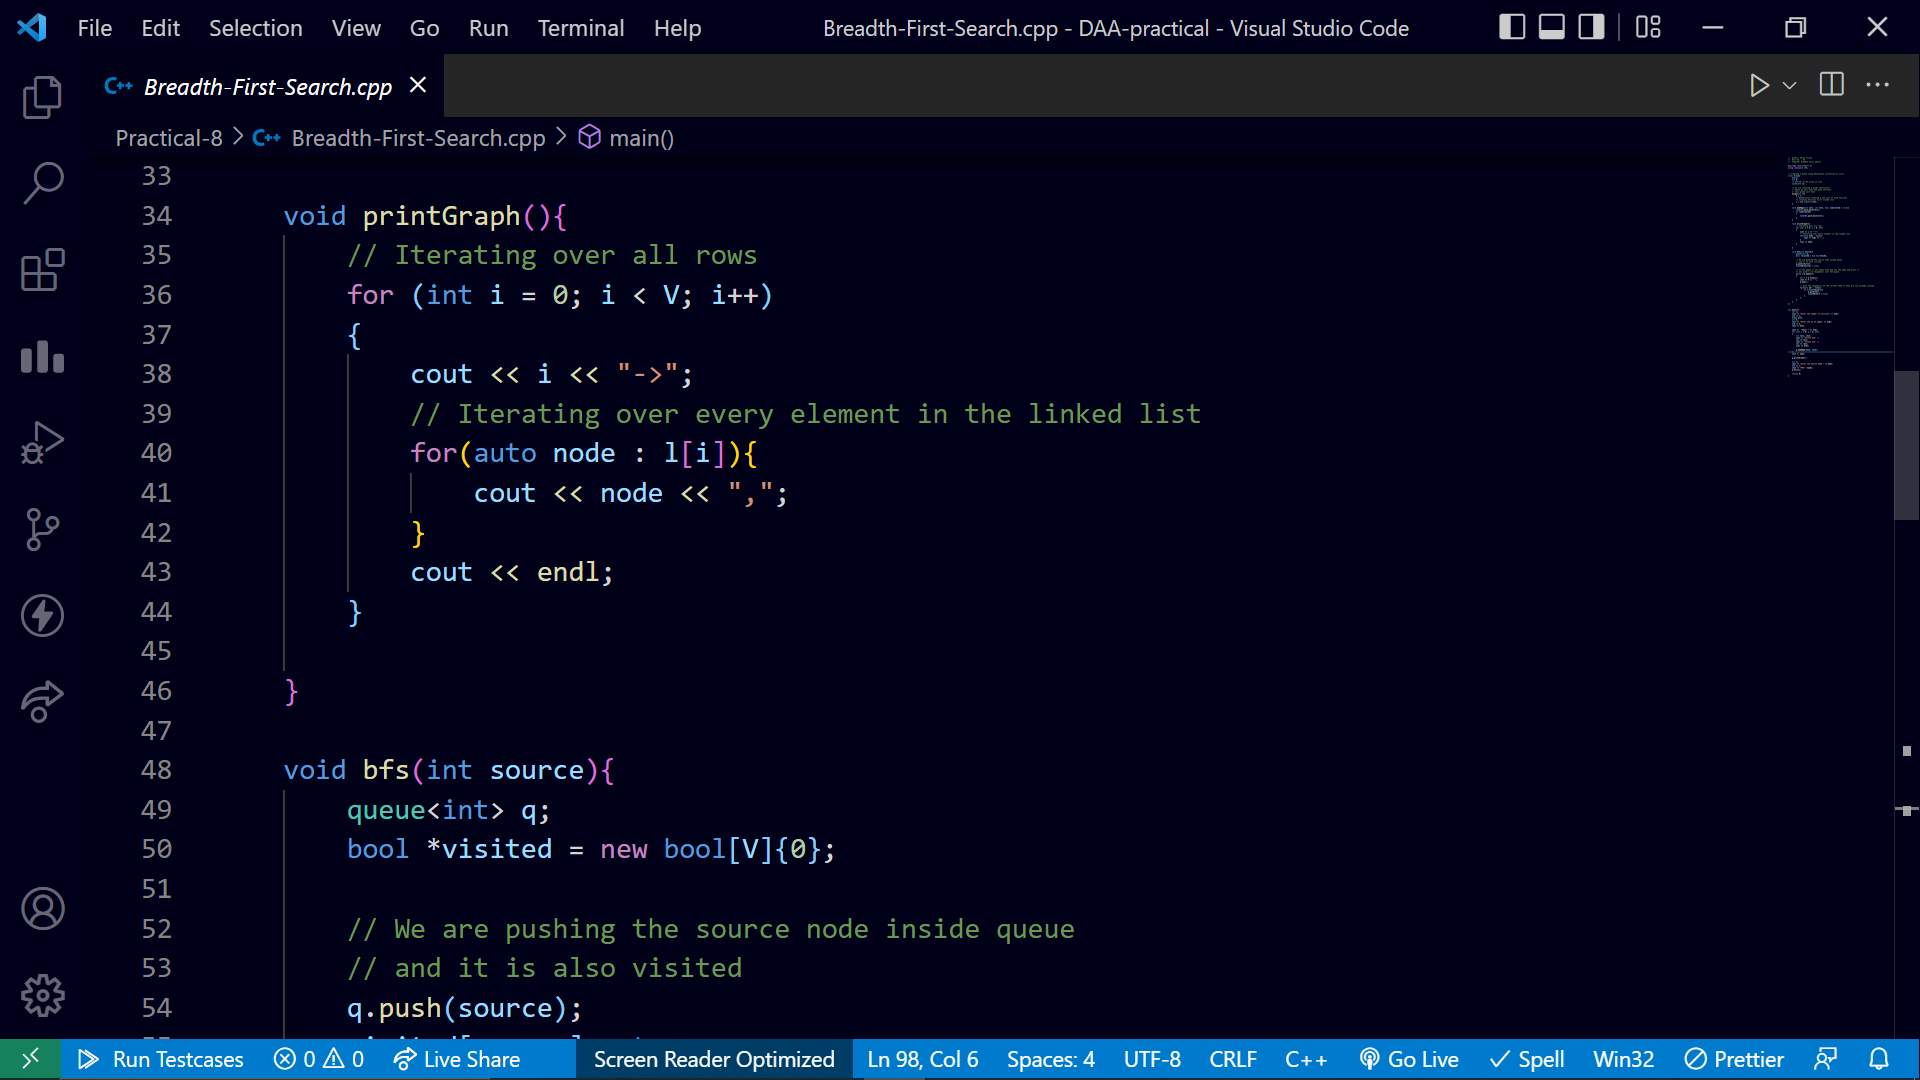 File Edit Selection View Go Run Terminal Help Breadth-First-Search.cpp - DAA-practical - Visual Studio Code
C++ Breadth-First-Search.cpp
Practical-8 > C++ Breadth-First-Search.cpp > main()
33
34 void printGraph(){
35 // Iterating over all rows
36 for (int i = 0; i < V; i++)
37 {
38 cout << i << "->";
39 // Iterating over every element in the linked list
40 for(auto node : l[i]){
41 cout << node << ",";
42 }
43 cout << endl;
44 }
45
46 }
47
48 void bfs(int source){
49 queue<int> q;
50 bool *visited = new bool[V]{0};
51
52 // We are pushing the source node inside queue
53 // and it is also visited
54 q.push(source);
Run Testcases 0 0 Live Share Screen Reader Optimized Ln 98, Col 6 Spaces: 4 UTF-8 CRLF C++ Go Live Spell Win32 Prettier